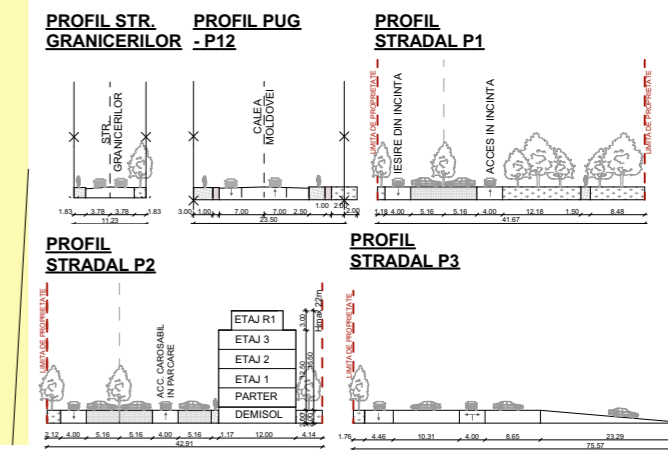 PROFIL STR.
GRANICERILOR
PROFIL PUG
- P12
PROFIL
STRADAL P1
STR.
GRANICERILOR
CALEA
MOLDOVEI
LIMITA DE PROPRIETATE
IESIRE DIN INCINTA
ACCES IN INCINTA
LIMITA DE PROPRIETATE
1.83 3.78 3.78 1.83
11.23
3.00 1.00 7.00 7.00 2.50 1.00 2.00 2.00
23.50
1.18 4.00 5.16 5.16 4.00 12.18 1.50 8.48
41.67
PROFIL
STRADAL P2
PROFIL
STRADAL P3
LIMITA DE PROPRIETATE
ACC. CAROSABIL
IN PARCARE
ETAJ R1
ETAJ 3
ETAJ 2
ETAJ 1
PARTER
DEMISOL
3.00
12.50
Hmax 22m
LIMITA DE PROPRIETATE
2.12 4.00 5.16 5.16 4.00 5.16 1.17 12.00 4.14
42.91
1.76 4.46 10.31 4.00 8.65 23.29
75.57